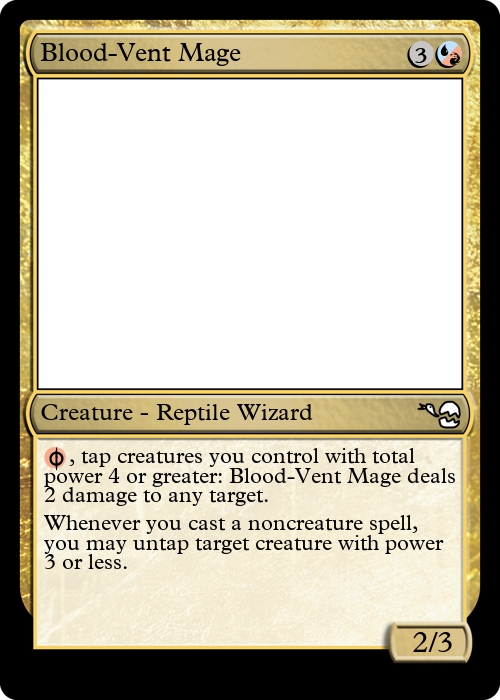 Blood-Vent Mage 3
Creature - Reptile Wizard
, tap creatures you control with total
power 4 or greater: Blood-Vent Mage deals
2 damage to any target.
Whenever you cast a noncreature spell,
you may untap target creature with power
3 or less.
2/3